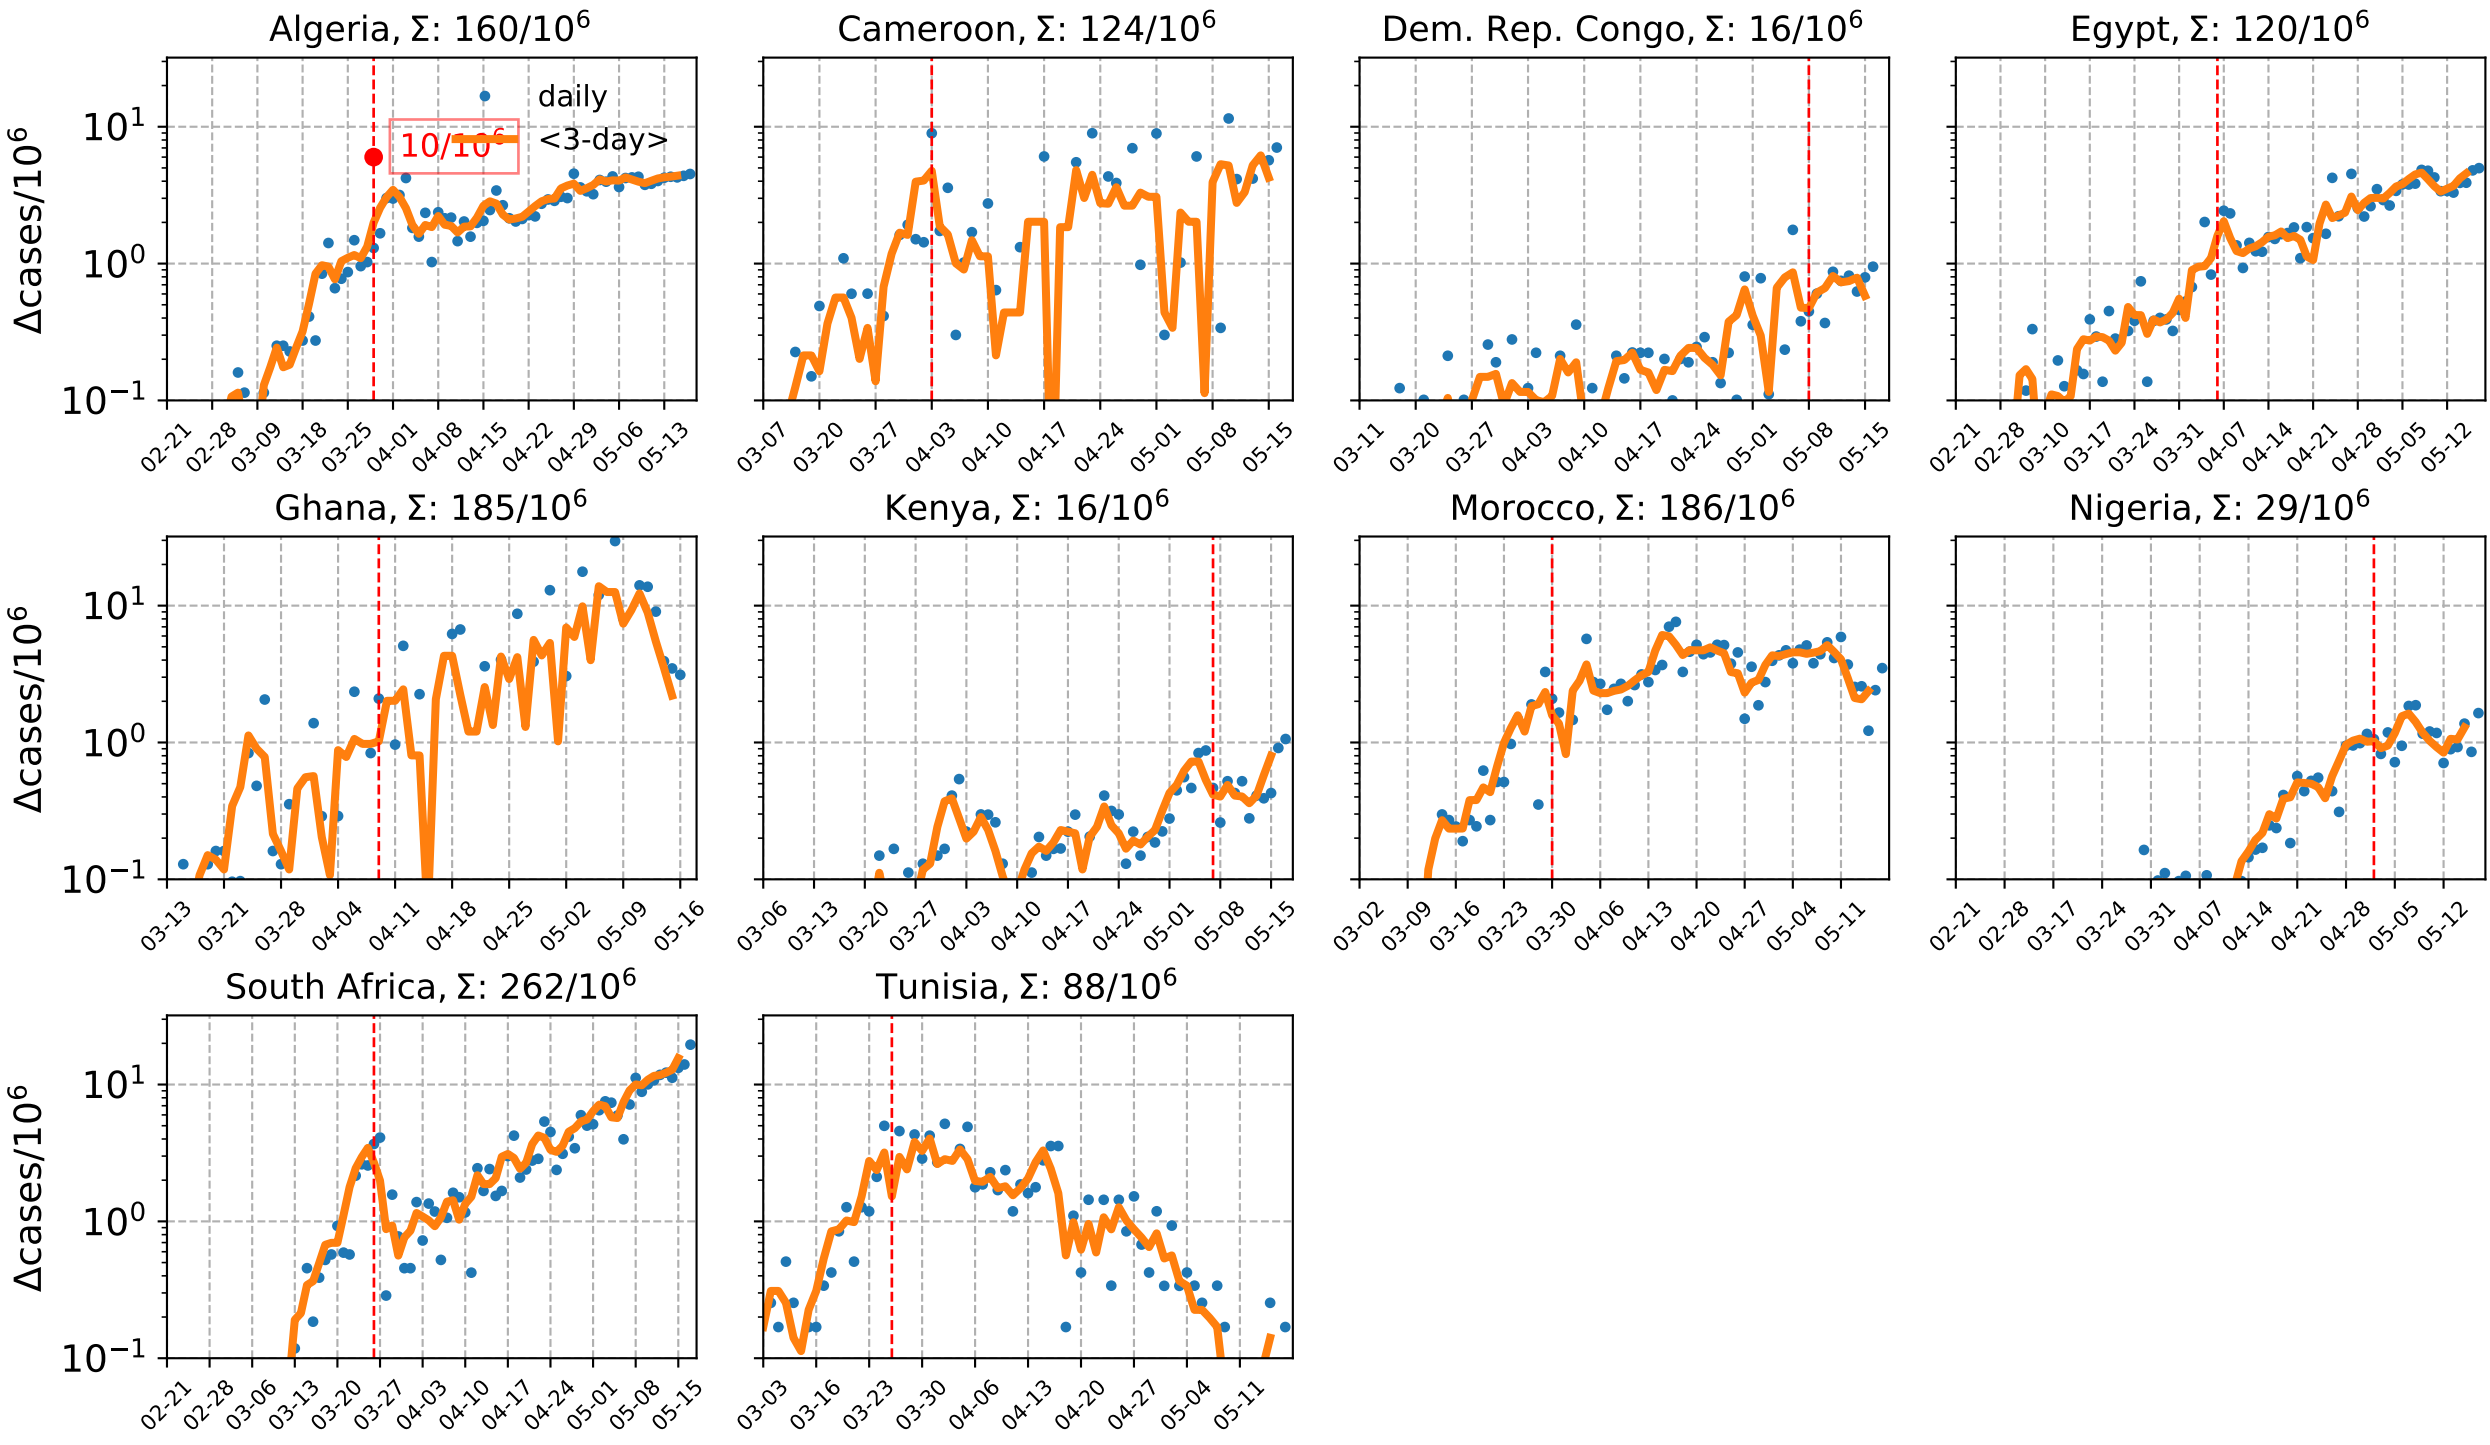 Algeria, Σ: 160/10⁶
Cameroon, Σ: 124/10⁶
Dem. Rep. Congo, Σ: 16/10⁶
Egypt, Σ: 120/10⁶
Δcases/10⁶
10¹
10⁰
10⁻¹
daily
<3-day>
10/10⁶
02-21 02-28 03-09 03-18 03-25 04-01 04-08 04-15 04-22 04-29 05-06 05-13
03-07 03-20 03-27 04-03 04-10 04-17 04-24 05-01 05-08 05-15
03-11 03-20 03-27 04-03 04-10 04-17 04-24 05-01 05-08 05-15
02-21 02-28 03-10 03-17 03-24 03-31 04-07 04-14 04-21 04-28 05-05 05-12
Ghana, Σ: 185/10⁶
Kenya, Σ: 16/10⁶
Morocco, Σ: 186/10⁶
Nigeria, Σ: 29/10⁶
Δcases/10⁶
10¹
10⁰
10⁻¹
03-13 03-21 03-28 04-04 04-11 04-18 04-25 05-02 05-09 05-16
03-06 03-13 03-20 03-27 04-03 04-10 04-17 04-24 05-01 05-08 05-15
03-02 03-09 03-16 03-23 03-30 04-06 04-13 04-20 04-27 05-04 05-11
02-21 02-28 03-17 03-24 03-31 04-07 04-14 04-21 04-28 05-05 05-12
South Africa, Σ: 262/10⁶
Tunisia, Σ: 88/10⁶
Δcases/10⁶
10¹
10⁰
10⁻¹
02-21 02-28 03-06 03-13 03-20 03-27 04-03 04-10 04-17 04-24 05-01 05-08 05-15
03-03 03-16 03-23 03-30 04-06 04-13 04-20 04-27 05-04 05-11